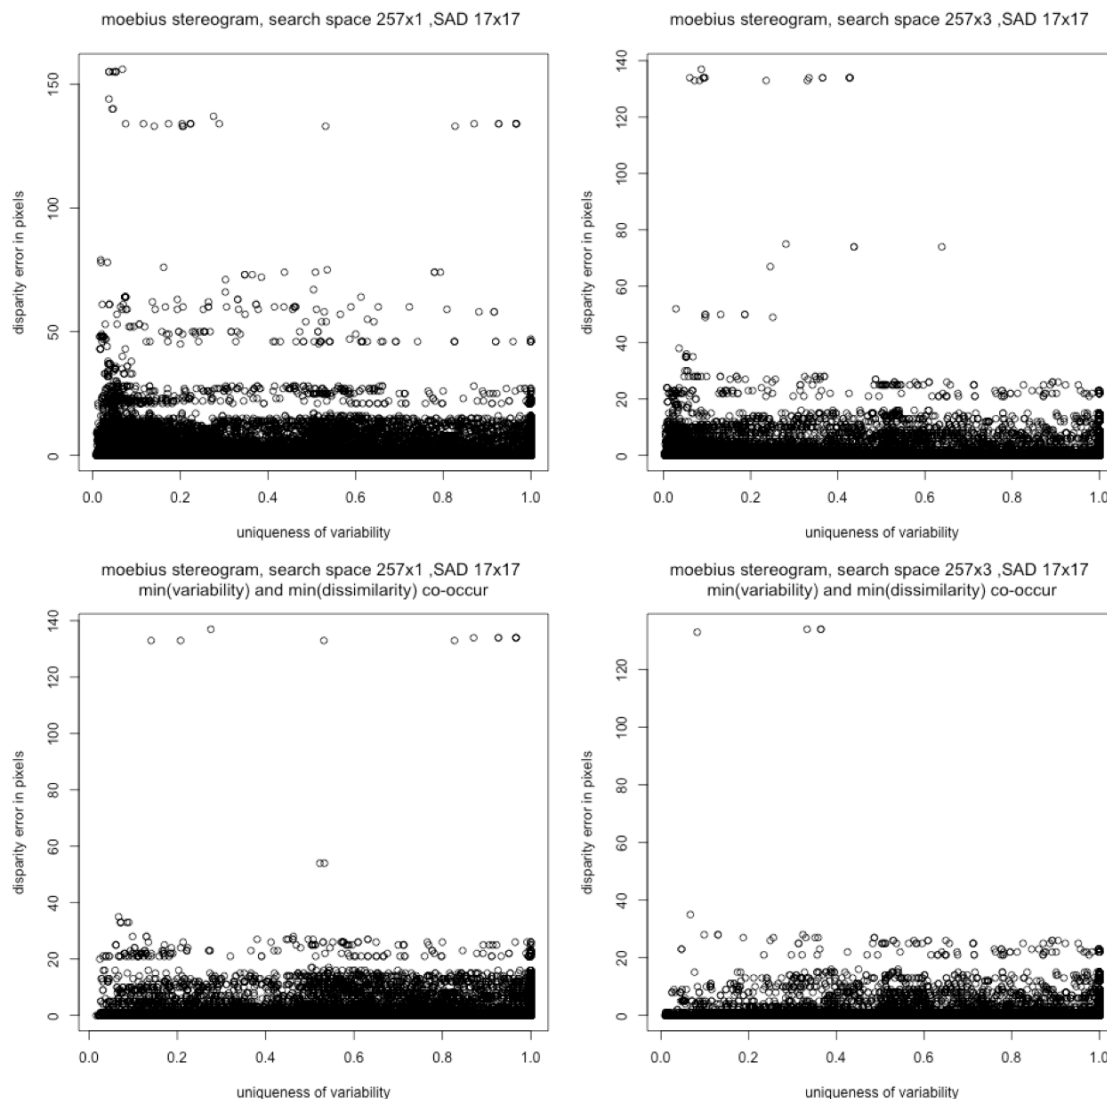 moebius stereogram, search space 257x1 ,SAD 17x17
disparity error in pixels
150
100
50
0
0.0 0.2 0.4 0.6 0.8 1.0
uniqueness of variability
moebius stereogram, search space 257x3 ,SAD 17x17
disparity error in pixels
140
120
100
80
60
40
20
0
0.0 0.2 0.4 0.6 0.8 1.0
uniqueness of variability
moebius stereogram, search space 257x1 ,SAD 17x17
min(variability) and min(dissimilarity) co-occur
disparity error in pixels
140
120
100
80
60
40
20
0
0.0 0.2 0.4 0.6 0.8 1.0
uniqueness of variability
moebius stereogram, search space 257x3 ,SAD 17x17
min(variability) and min(dissimilarity) co-occur
disparity error in pixels
120
100
80
60
40
20
0
0.0 0.2 0.4 0.6 0.8 1.0
uniqueness of variability